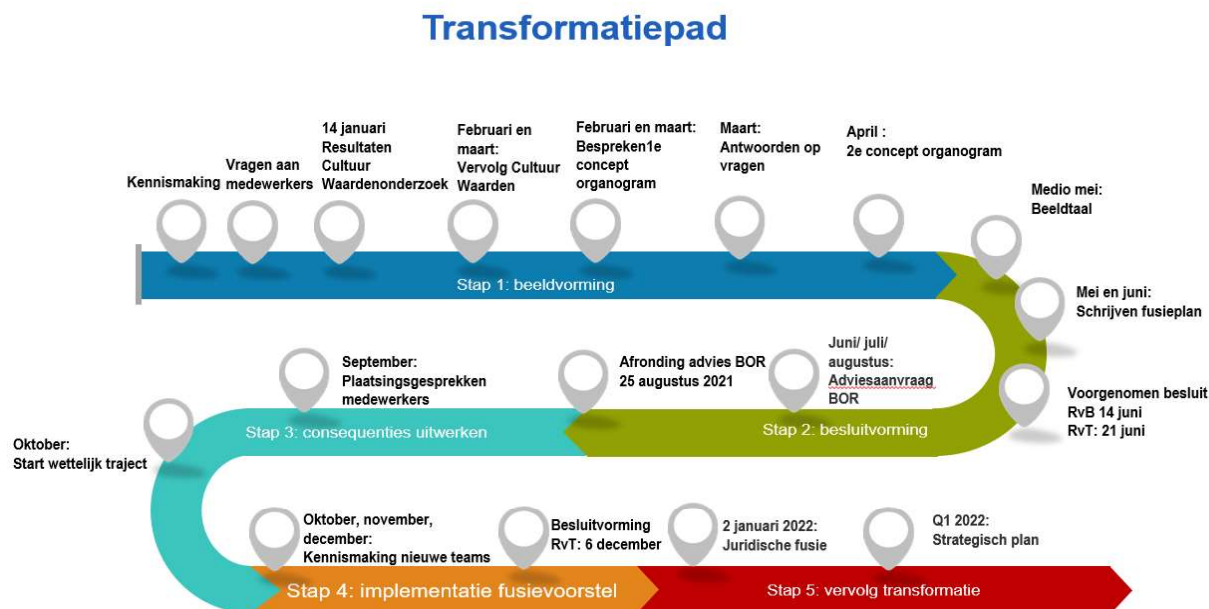 Transformatiepad
Kennismaking
Vragen aan
medewerkers
14 januari
Resultaten
Cultuur
Waardenonderzoek
Februari en
maart:
Vervolg Cultuur
Waarden
Februari en maart:
Bespreken1e
concept
organogram
Maart:
Antwoorden op
vragen
April :
2e concept organogram
Medio mei:
Beeldtaal
Stap 1: beeldvorming
Mei en juni:
Schrijven fusieplan
Voorgenomen besluit
RvB 14 juni
RvT: 21 juni
Juni/ juli/
augustus:
Adviesaanvraag
BOR
Afronding advies BOR
25 augustus 2021
Stap 2: besluitvorming
September:
Plaatsingsgesprekken
medewerkers
Stap 3: consequenties uitwerken
Oktober:
Start wettelijk traject
Oktober, november,
december:
Kennismaking nieuwe teams
Besluitvorming
RvT: 6 december
Stap 4: implementatie fusievoorstel
2 januari 2022:
Juridische fusie
Q1 2022:
Strategisch plan
Stap 5: vervolg transformatie